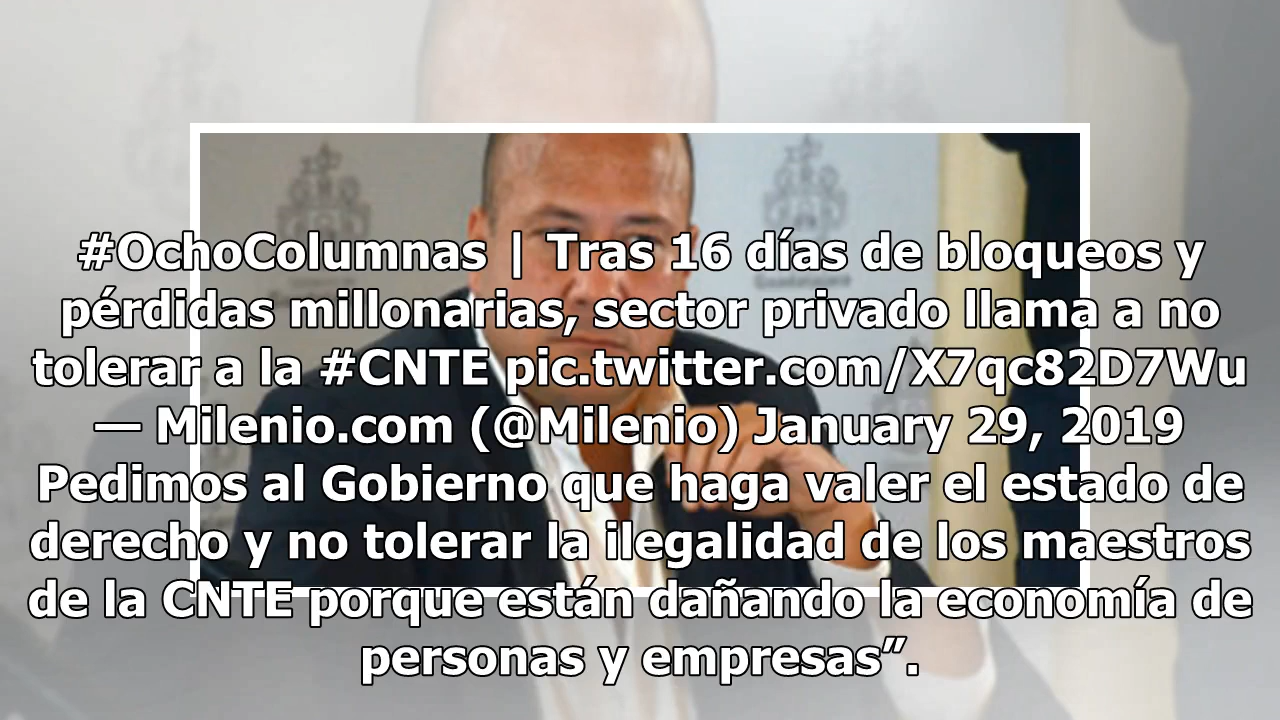 #OchoColumnas | Tras 16 días de bloqueos y
pérdidas millonarias, sector privado llama a no
tolerar a la #CNTE pic.twitter.com/X7qc82D7Wu
— Milenio.com (@Milenio) January 29, 2019
Pedimos al Gobierno que haga valer el estado de
derecho y no tolerar la ilegalidad de los maestros
de la CNTE porque están dañando la economía de
personas y empresas”.